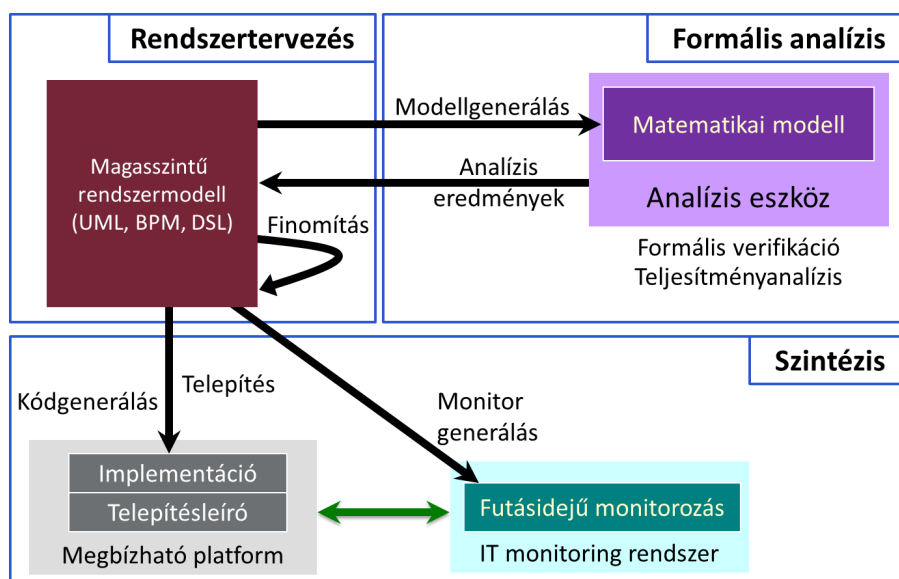 Rendszertervezés
Formális analízis
Magasszintű
rendszermodell
(UML, BPM, DSL)
Modellgenerálás
Analízis
eredmények
Finomítás
Matematikai modell
Analízis eszköz
Formális verifikáció
Teljesítményanalízis
Szintézis
Kódgenerálás
Telepítés
Monitor
generálás
Implementáció
Telepítésleíró
Megbízható platform
Futásidejű monitorozás
IT monitoring rendszer